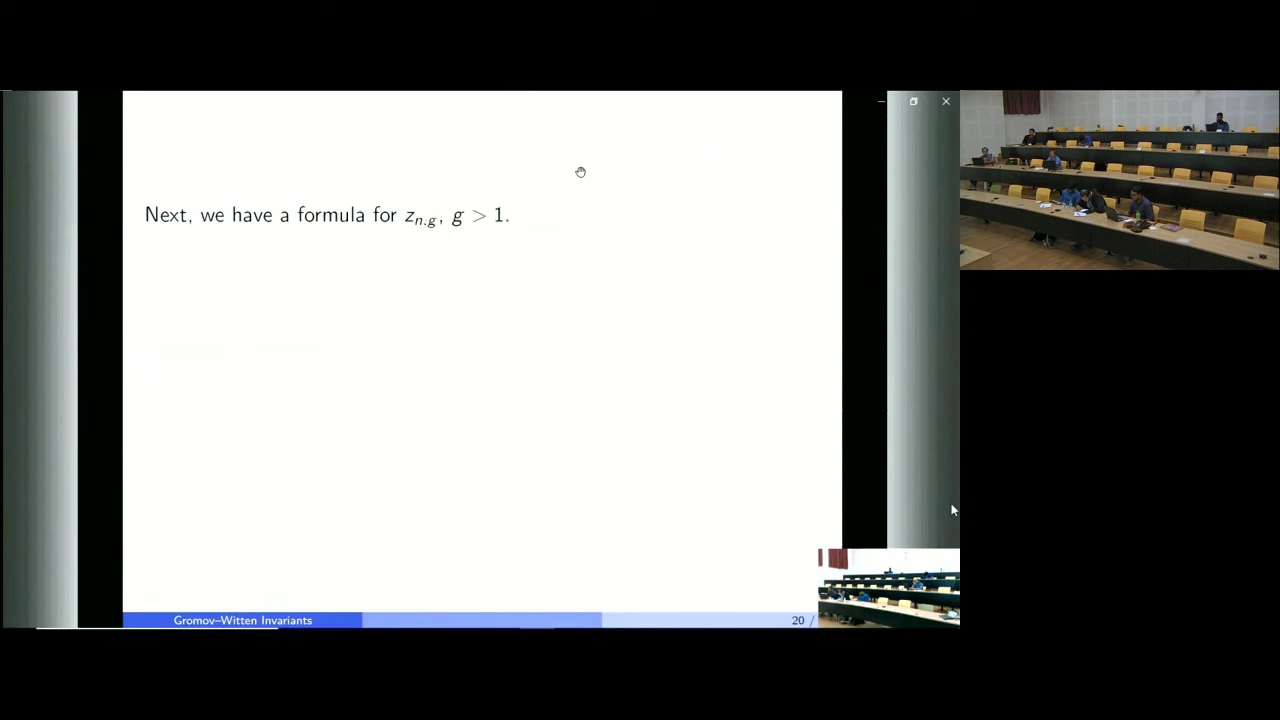 Next, we have a formula for $z_{n.g}$, $g > 1$.
Gromov–Witten Invariants
20 /